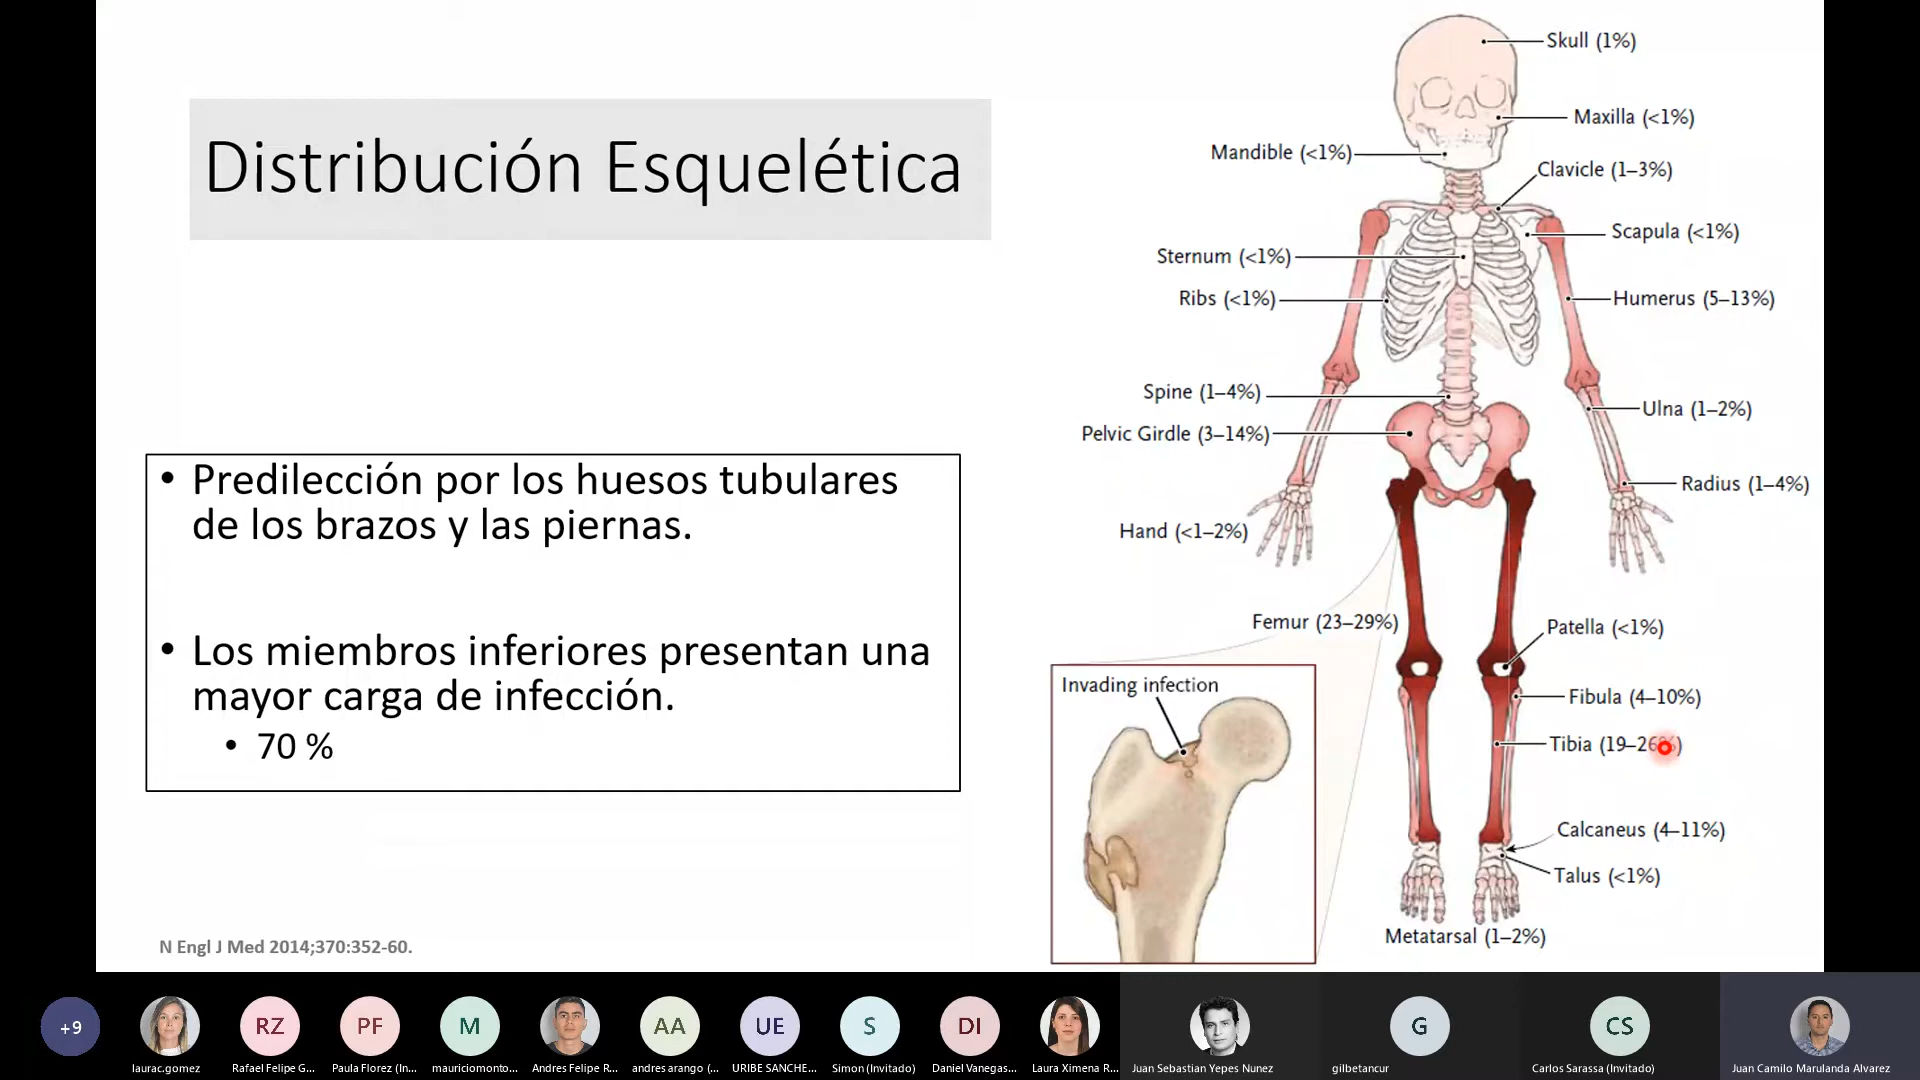 Distribución Esquelética
• Predilección por los huesos tubulares
de los brazos y las piernas.
• Los miembros inferiores presentan una
mayor carga de infección.
• 70 %
N Engl J Med 2014;370:352-60.
Skull (1%)
Maxilla (<1%)
Mandible (<1%)
Clavicle (1–3%)
Scapula (<1%)
Sternum (<1%)
Ribs (<1%)
Humerus (5–13%)
Spine (1–4%)
Ulna (1–2%)
Pelvic Girdle (3–14%)
Radius (1–4%)
Hand (<1–2%)
Femur (23–29%)
Patella (<1%)
Invading infection
Fibula (4–10%)
Tibia (19–26%)
Calcaneus (4–11%)
Talus (<1%)
Metatarsal (1–2%)
+9
RZ
PF
M
AA
UE
S
DI
G
CS
laurac.gomez
Rafael Felipe G...
Paula Florez (In...
mauriciomonto...
Andres Felipe R...
andres arango (...
URIBE SANCHE...
Simon (Invitado)
Daniel Vanegas...
Laura Ximena R...
Juan Sebastian Yepes Nunez
gilbetancur
Carlos Sarassa (Invitado)
Juan Camilo Marulanda Alvarez